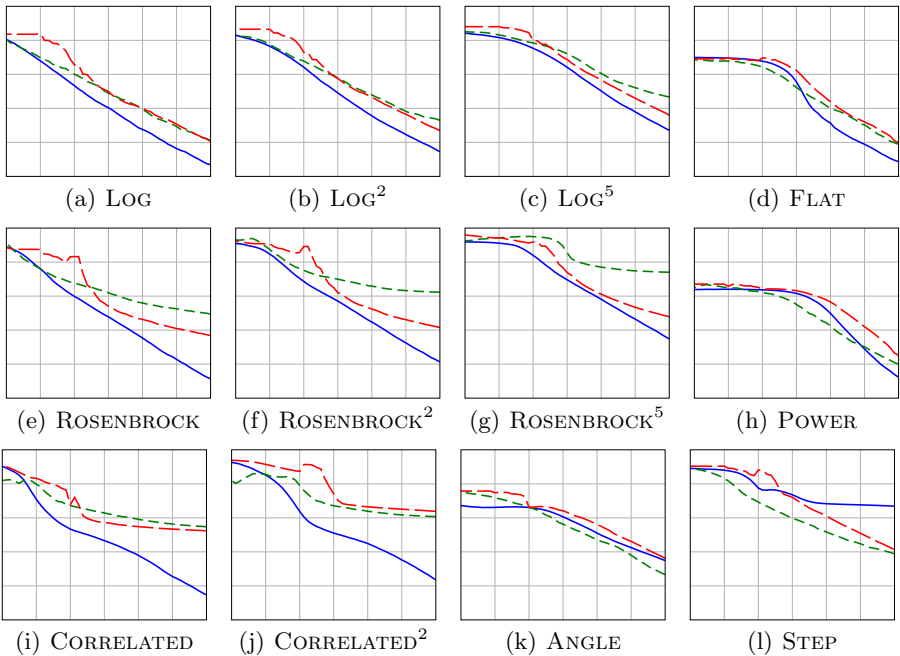 (a) LOG (b) LOG² (c) LOG⁵ (d) FLAT
(e) ROSENBROCK (f) ROSENBROCK² (g) ROSENBROCK⁵ (h) POWER
(i) CORRELATED (j) CORRELATED² (k) ANGLE (l) STEP